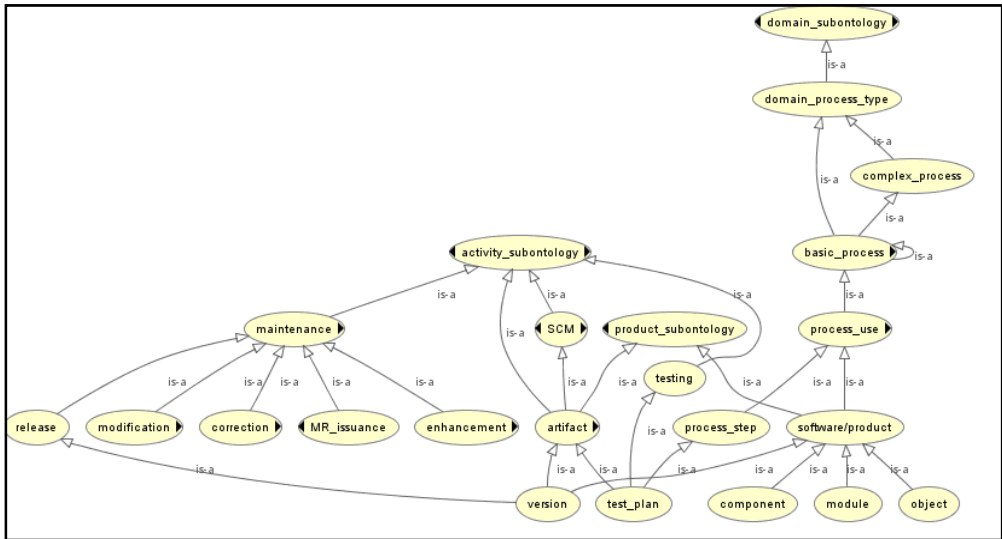 domain_subontology
is-a
domain_process_type
is-a
complex_process
is-a
is-a
activity_subontology
basic_process
is-a
is-a
is-a
is-a
is-a
maintenance
SCM
product_subontology
process_use
is-a
is-a
is-a
is-a
is-a
is-a
is-a
is-a
is-a
testing
is-a
is-a
release
modification
correction
MR_issuance
enhancement
artifact
process_step
software/product
is-a
is-a
is-a
is-a
is-a
is-a
is-a
is-a
version
test_plan
component
module
object